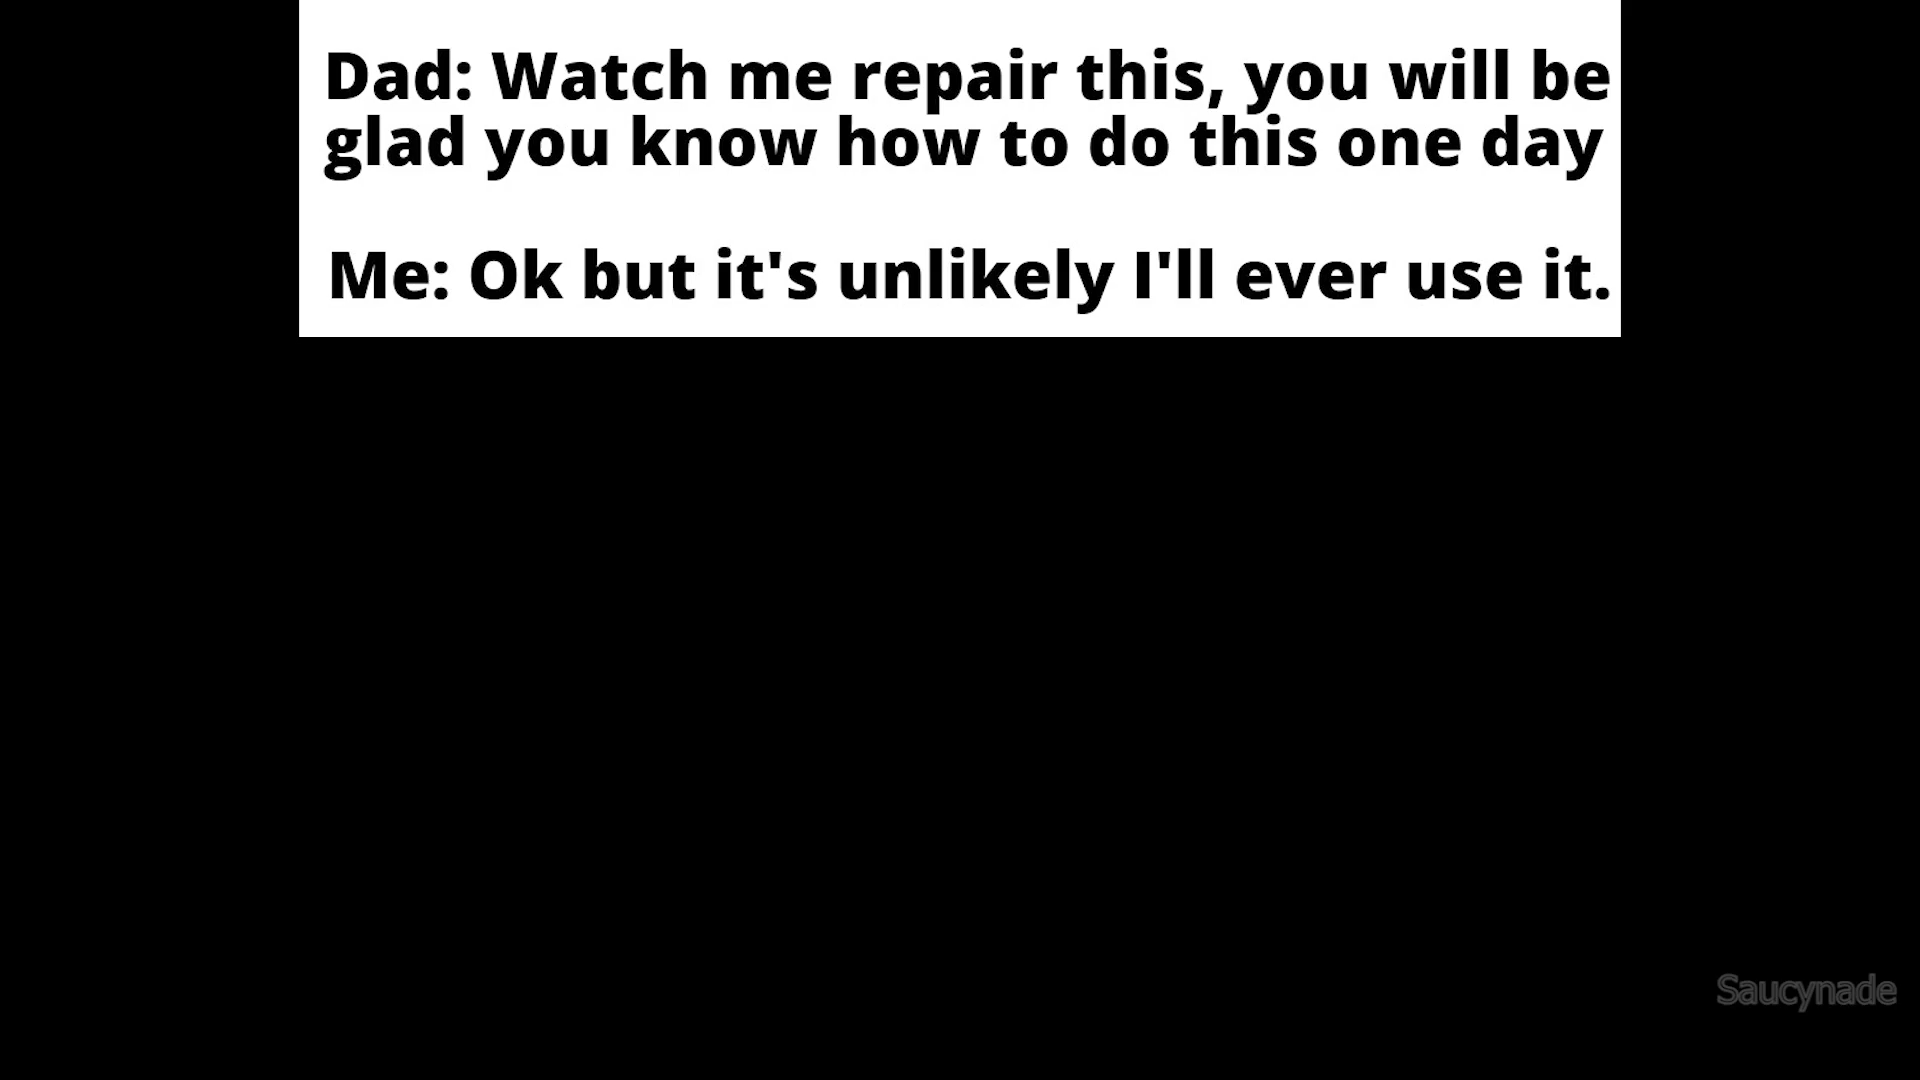 Dad: Watch me repair this, you will be
glad you know how to do this one day
Me: Ok but it's unlikely I'll ever use it.
Saucynade